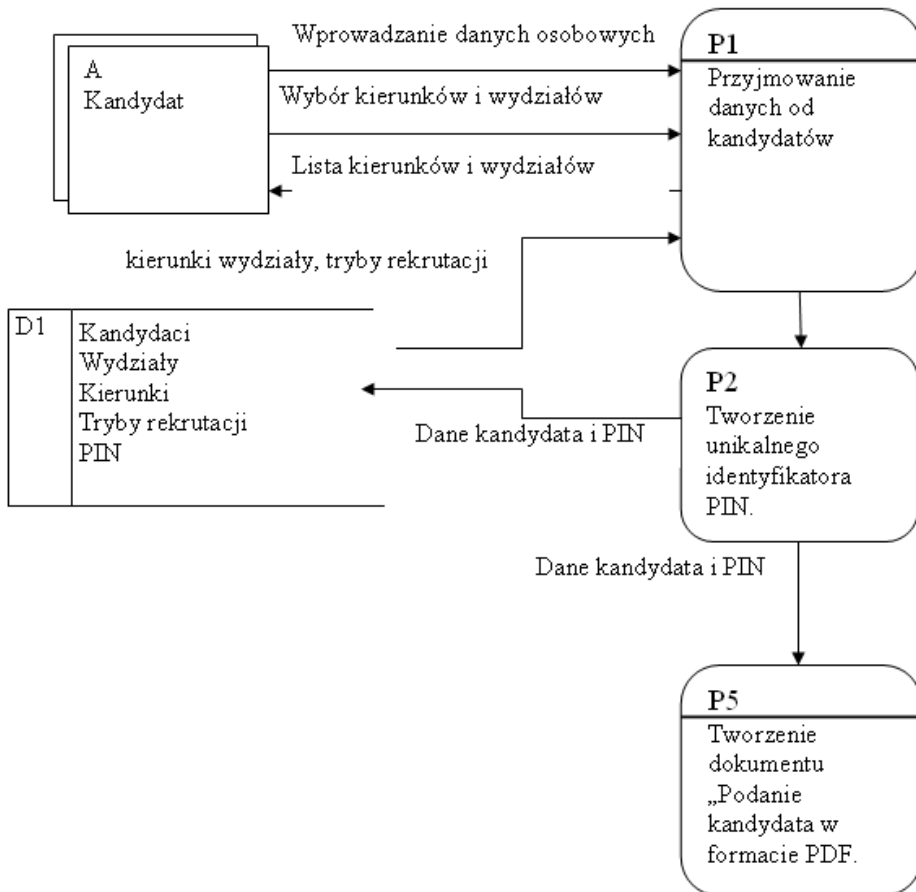 Wprowadzanie danych osobowych
A
Kandydat
Wybór kierunków i wydziałów
Lista kierunków i wydziałów
P1
Przyjmowanie
danych od
kandydatów
kierunki wydziały, tryby rekrutacji
D1
Kandydaci
Wydziały
Kierunki
Tryby rekrutacji
PIN
Dane kandydata i PIN
P2
Tworzenie
unikalnego
identyfikatora
PIN.
Dane kandydata i PIN
P5
Tworzenie
dokumentu
„Podanie
kandydata w
formacie PDF.